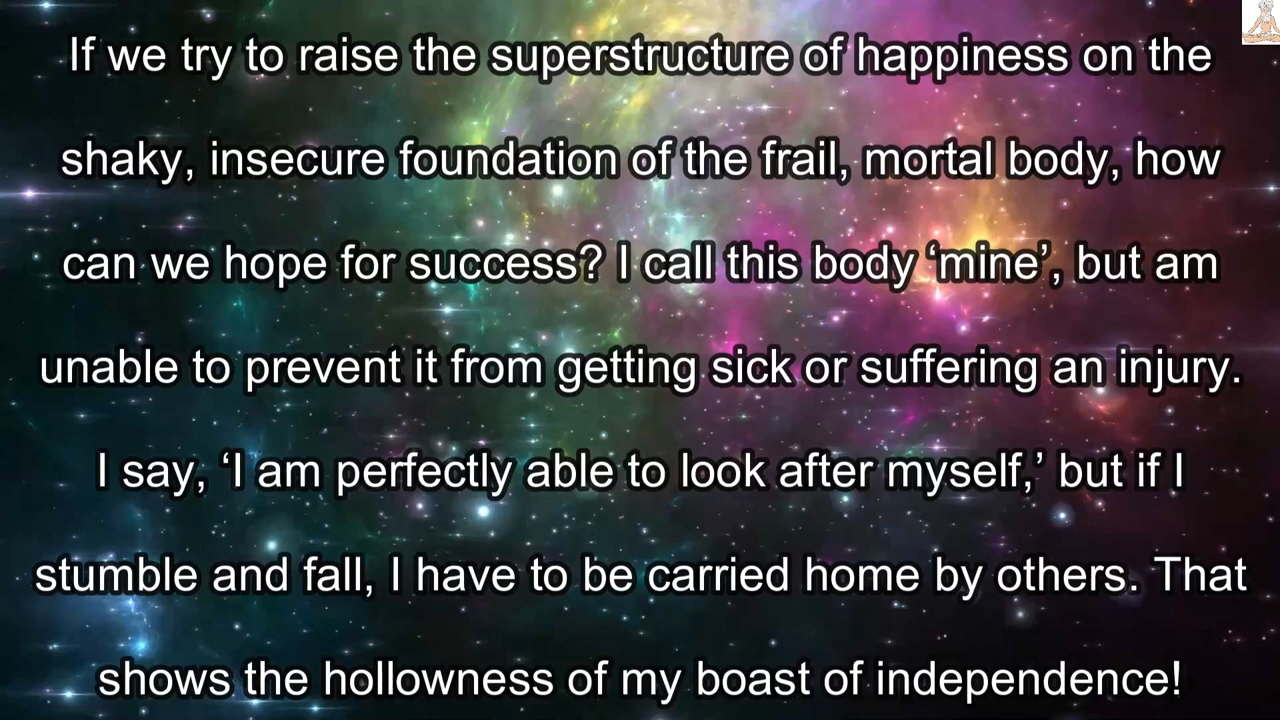 If we try to raise the superstructure of happiness on the
shaky, insecure foundation of the frail, mortal body, how
can we hope for success? I call this body ‘mine’, but am
unable to prevent it from getting sick or suffering an injury.
I say, ‘I am perfectly able to look after myself,’ but if I
stumble and fall, I have to be carried home by others. That
shows the hollowness of my boast of independence!